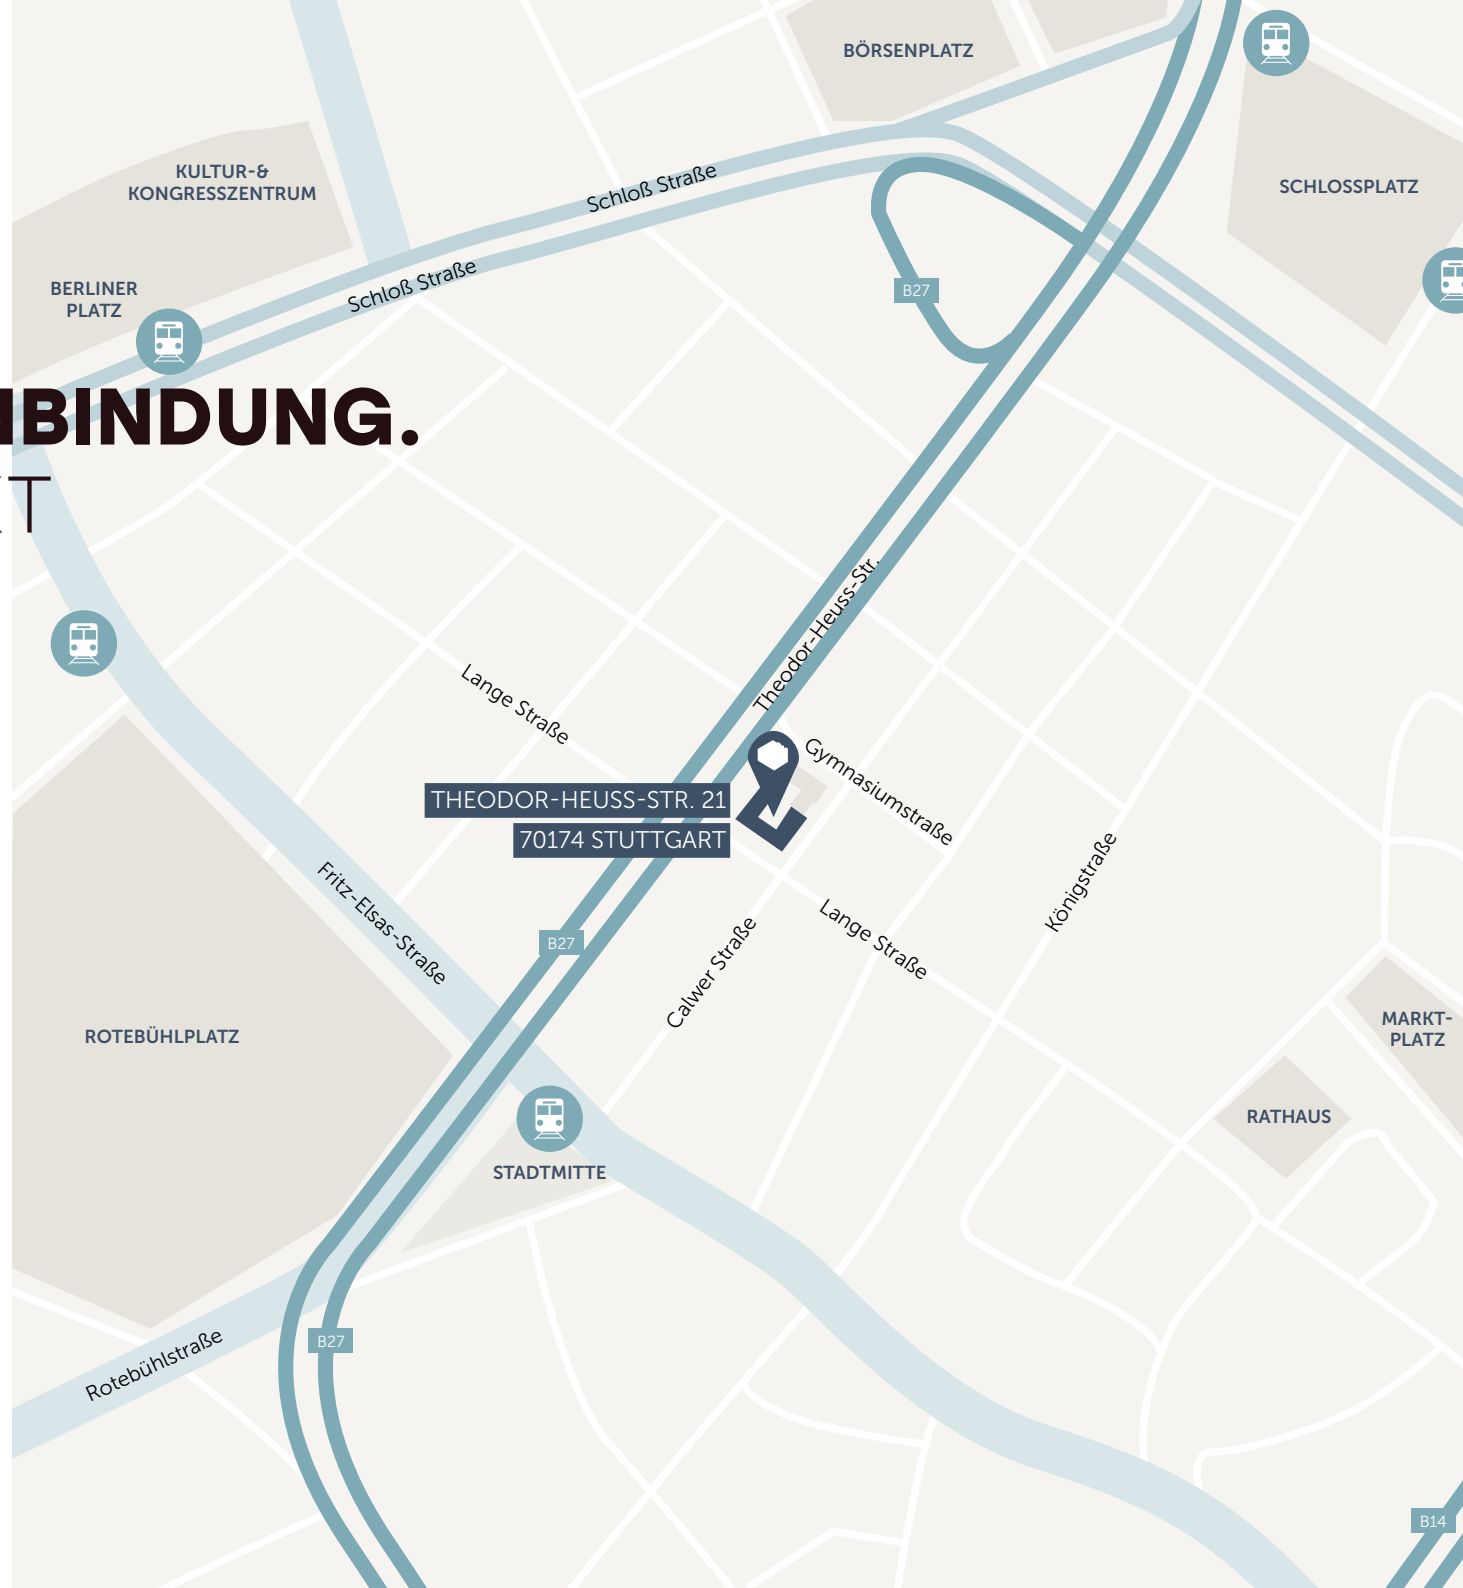 BÖRSENPLATZ
KULTUR-&
KONGRESSZENTRUM
Schloß Straße
SCHLOSSPLATZ
BERLINER
PLATZ
Schloß Straße
B27
NBINDUNG.
T
Theodor-Heuss-Str.
Lange Straße
Gymnasiumstraße
THEODOR-HEUSS-STR. 21
70174 STUTTGART
Fritz-Elsas-Straße
Königstraße
Lange Straße
Calwer Straße
B27
ROTEBÜHLPLATZ
MARKT-
PLATZ
RATHAUS
STADTMITTE
B27
Rotebühlstraße
B14